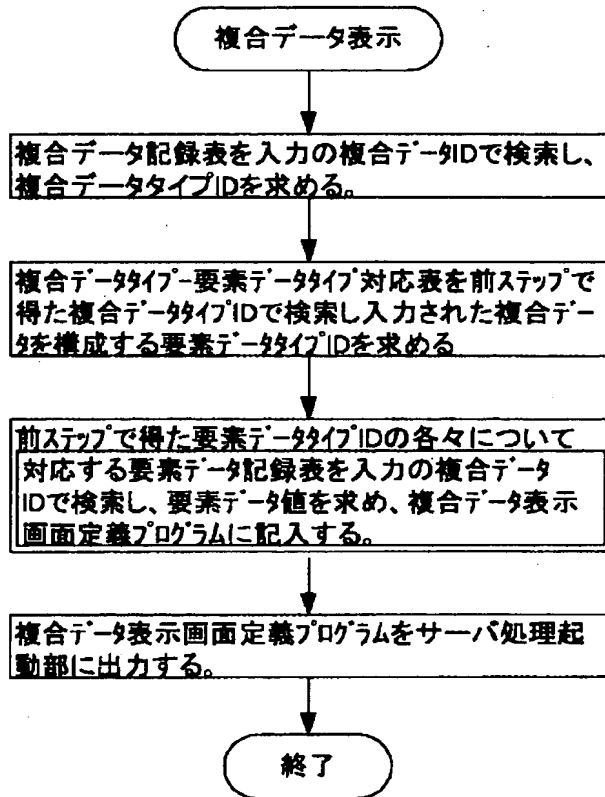 複合データ表示
複合データ記録表を入力の複合データIDで検索し、
複合データタイプIDを求める。
複合データタイプ-要素データタイプ対応表を前ステップで
得た複合データタイプIDで検索し入力された複合デー
タを構成する要素データタイプIDを求める
前ステップで得た要素データタイプIDの各々について
対応する要素データ記録表を入力の複合データ
IDで検索し、要素データ値を求め、複合データ表示
画面定義プログラムに記入する。
複合データ表示画面定義プログラムをサーバ処理起
動部に出力する。
終了